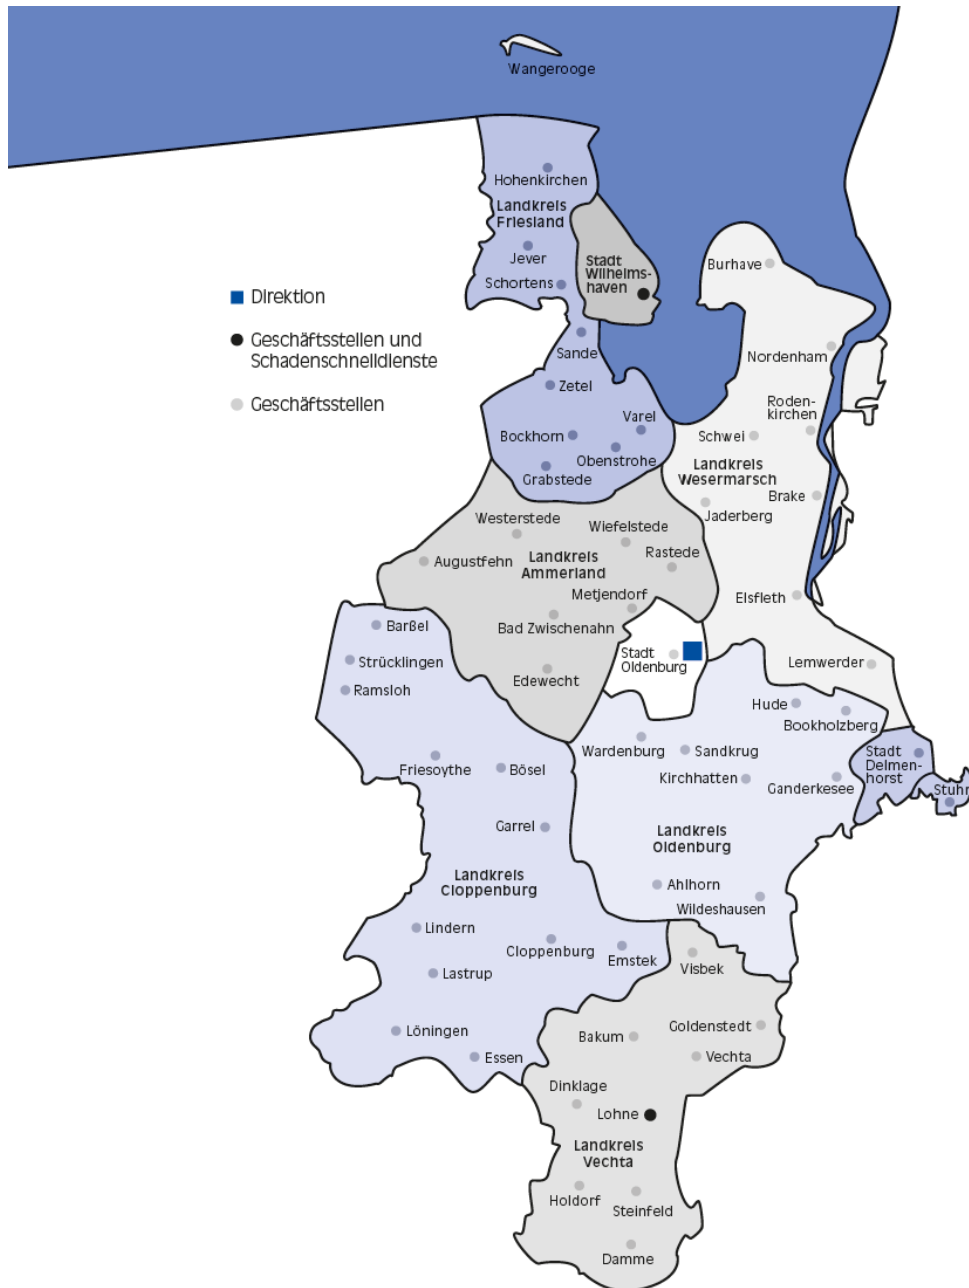 Wangerooge
Hohenkirchen
Landkreis
Friesland
Jever
Schortens
Stadt
Wilhelms-
haven
Burhave
Direktion
Geschäftsstellen und
Schadenschnelldienste
Geschäftsstellen
Sande
Zetel
Varel
Bockhorn
Obenstrohe
Grabstede
Nordenham
Roden-
kirchen
Schwei
Landkreis
Wesermarsch
Brake
Jaderberg
Elsfleth
Lemwerder
Westerstede
Wiefelstede
Augustfehn
Landkreis
Ammerland
Rastede
Metjendorf
Bad Zwischenahn
Edewecht
Stadt
Oldenburg
Barßel
Strücklingen
Ramsloh
Friesoythe
Bösel
Garrel
Landkreis
Cloppenburg
Lindern
Cloppenburg
Emstek
Lastrup
Löningen
Essen
Hude
Bookholzberg
Wardenburg
Sandkrug
Kirchhatten
Ganderkesee
Stadt
Delmen-
horst
Stuhr
Landkreis
Oldenburg
Ahlhorn
Wildeshausen
Visbek
Goldenstedt
Bakum
Vechta
Dinklage
Lohne
Landkreis
Vechta
Holdorf
Steinfeld
Damme